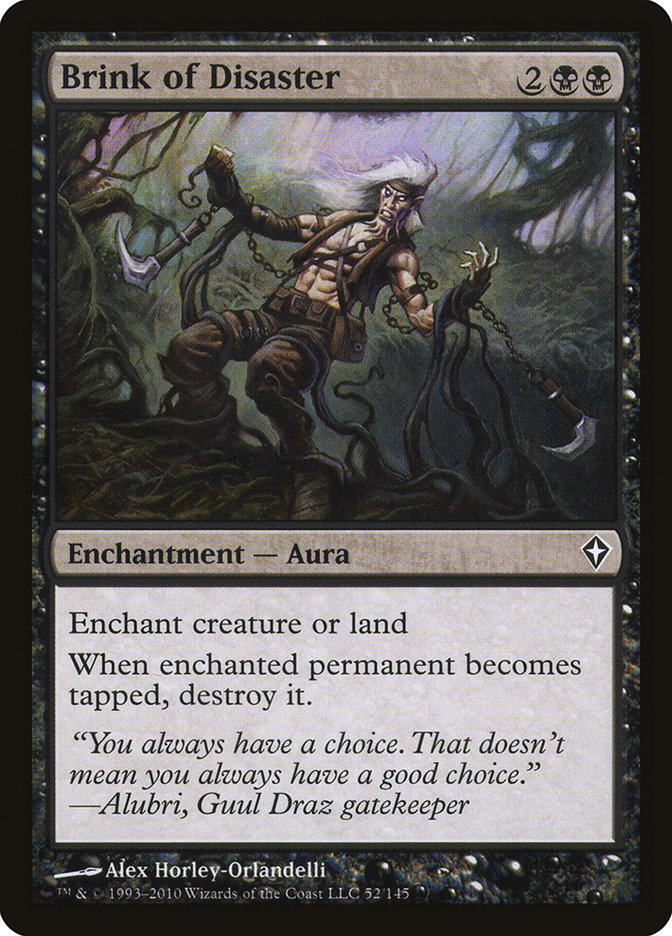 Brink of Disaster 2
Enchantment — Aura
Enchant creature or land
When enchanted permanent becomes
tapped, destroy it.
“You always have a choice. That doesn’t
mean you always have a good choice.”
—Alubri, Guul Draz gatekeeper
Alex Horley-Orlandelli
™ & © 1993–2010 Wizards of the Coast LLC 52/145